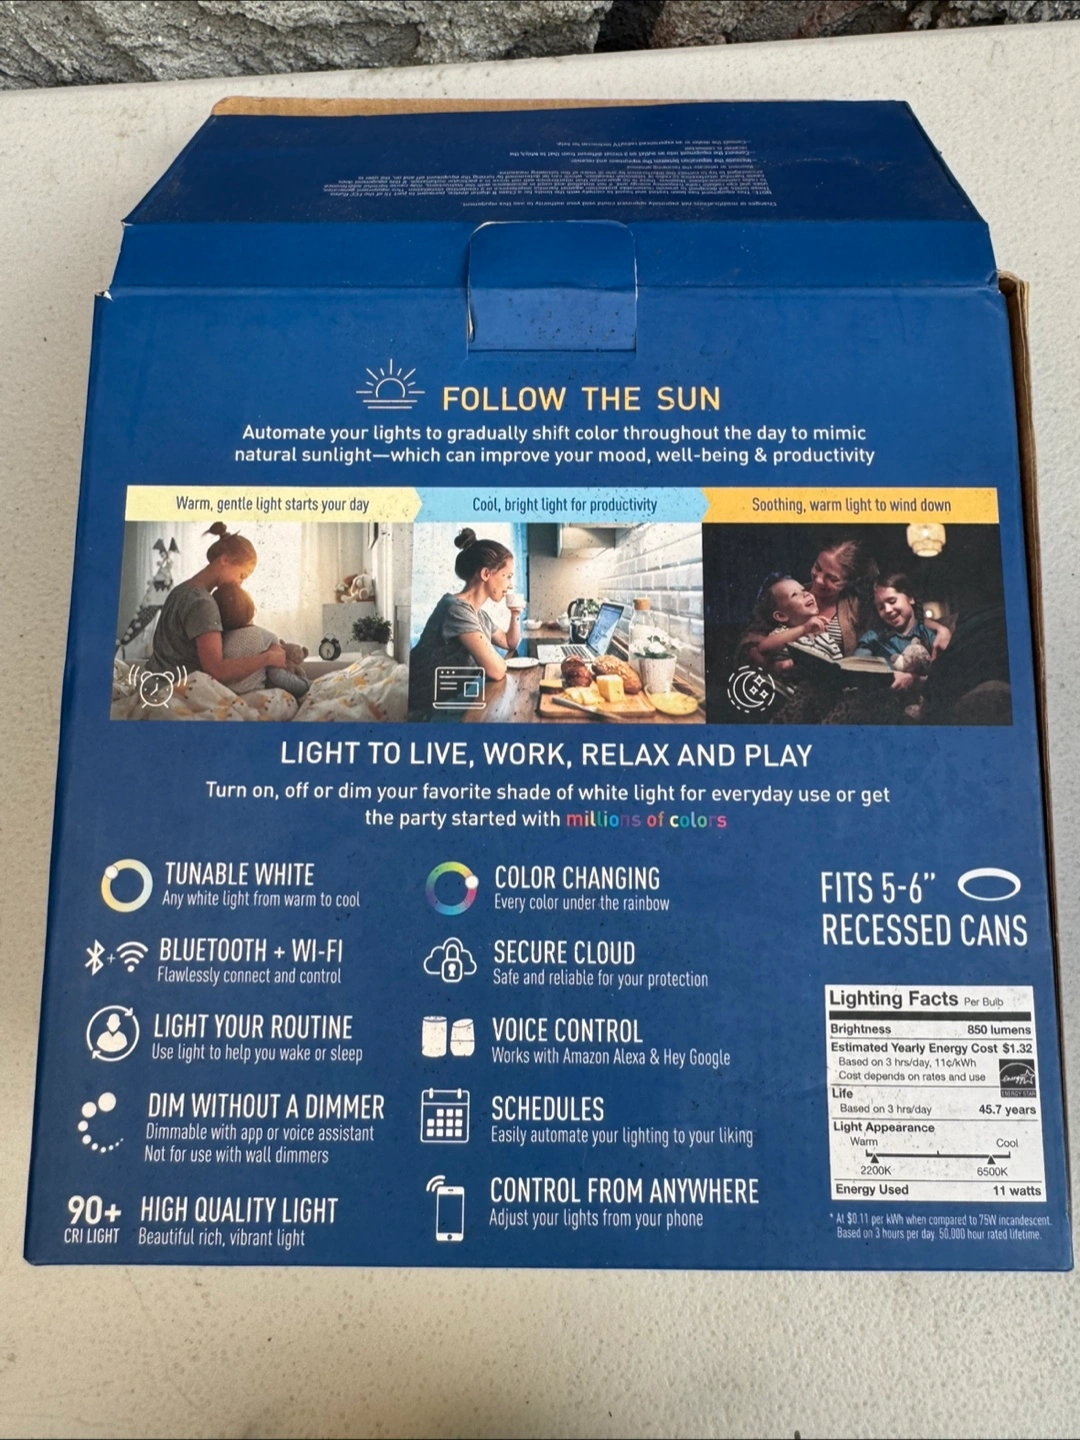 FOLLOW THE SUN
Automate your lights to gradually shift color throughout the day to mimic
natural sunlight—which can improve your mood, well-being & productivity
Warm, gentle light starts your day
Cool, bright light for productivity
Soothing, warm light to wind down
LIGHT TO LIVE, WORK, RELAX AND PLAY
Turn on, off or dim your favorite shade of white light for everyday use or get
the party started with millions of colors
TUNABLE WHITE
Any white light from warm to cool
BLUETOOTH + WI-FI
Flawlessly connect and control
LIGHT YOUR ROUTINE
Use light to help you wake or sleep
DIM WITHOUT A DIMMER
Dimmable with app or voice assistant
Not for use with wall dimmers
90+
CRI LIGHT
HIGH QUALITY LIGHT
Beautiful rich, vibrant light
COLOR CHANGING
Every color under the rainbow
SECURE CLOUD
Safe and reliable for your protection
VOICE CONTROL
Works with Amazon Alexa & Hey Google
SCHEDULES
Easily automate your lighting to your liking
CONTROL FROM ANYWHERE
Adjust your lights from your phone
FITS 5-6”
RECESSED CANS
Lighting Facts Per Bulb
Brightness 850 lumens
Estimated Yearly Energy Cost $1.32
Based on 3 hrs/day, 11¢/kWh
Cost depends on rates and use
ENERGY STAR
Life
Based on 3 hrs/day 45.7 years
Light Appearance
Warm Cool
2200K 6500K
Energy Used 11 watts
* At $0.11 per kWh when compared to 75W incandescent.
Based on 3 hours per day. 50,000 hour rated lifetime.